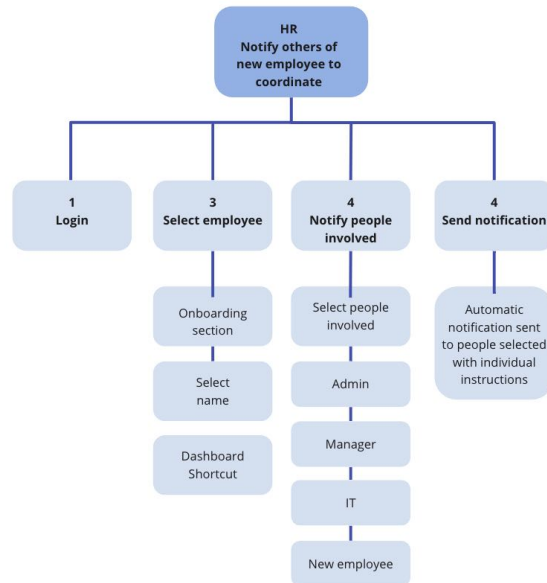 HR
Notify others of
new employee to
coordinate
1
Login
3
Select employee
4
Notify people
involved
4
Send notification
Onboarding
section
Select
name
Dashboard
Shortcut
Select people
involved
Admin
Manager
IT
New employee
Automatic
notification sent
to people selected
with individual
instructions